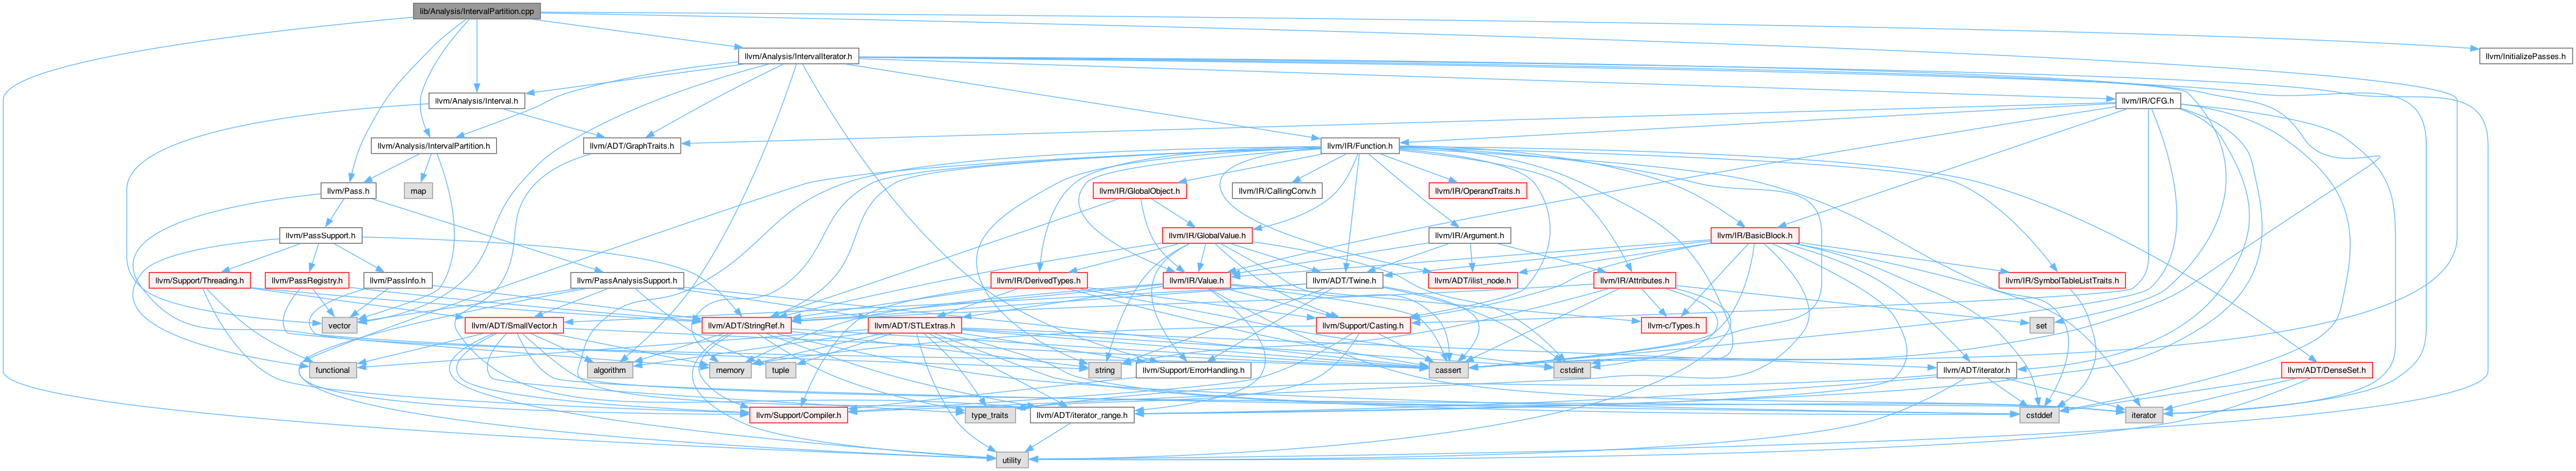 lib/Analysis/IntervalPartition.cpp
llvm/Analysis/IntervalIterator.h
llvm/InitializePasses.h
llvm/Analysis/Interval.h
llvm/IR/CFG.h
llvm/Analysis/IntervalPartition.h
llvm/ADT/GraphTraits.h
llvm/IR/Function.h
llvm/Pass.h
map
llvm/IR/GlobalObject.h
llvm/IR/CallingConv.h
llvm/IR/OperandTraits.h
llvm/PassSupport.h
llvm/IR/GlobalValue.h
llvm/IR/Argument.h
llvm/IR/BasicBlock.h
llvm/Support/Threading.h
llvm/PassRegistry.h
llvm/PassInfo.h
llvm/PassAnalysisSupport.h
llvm/IR/DerivedTypes.h
llvm/IR/Value.h
llvm/ADT/Twine.h
llvm/ADT/ilist_node.h
llvm/IR/Attributes.h
llvm/IR/SymbolTableListTraits.h
vector
llvm/ADT/SmallVector.h
llvm/ADT/StringRef.h
llvm/ADT/STLExtras.h
llvm/Support/Casting.h
llvm-c/Types.h
set
functional
algorithm
memory
tuple
string
llvm/Support/ErrorHandling.h
cassert
cstdint
llvm/ADT/iterator.h
llvm/ADT/DenseSet.h
llvm/Support/Compiler.h
type_traits
llvm/ADT/iterator_range.h
cstddef
iterator
utility